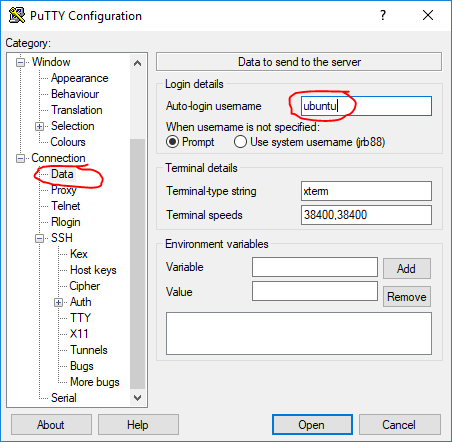 PuTTY Configuration
?
Category:
Window
Appearance
Behaviour
Translation
Selection
Colours
Connection
Data
Proxy
Telnet
Rlogin
SSH
Kex
Host keys
Cipher
Auth
TTY
X11
Tunnels
Bugs
More bugs
Serial
Data to send to the server
Login details
Auto-login username ubuntu
When username is not specified:
Prompt Use system username (jrb88)
Terminal details
Terminal-type string xterm
Terminal speeds 38400,38400
Environment variables
Variable Add
Value Remove
About Help Open Cancel